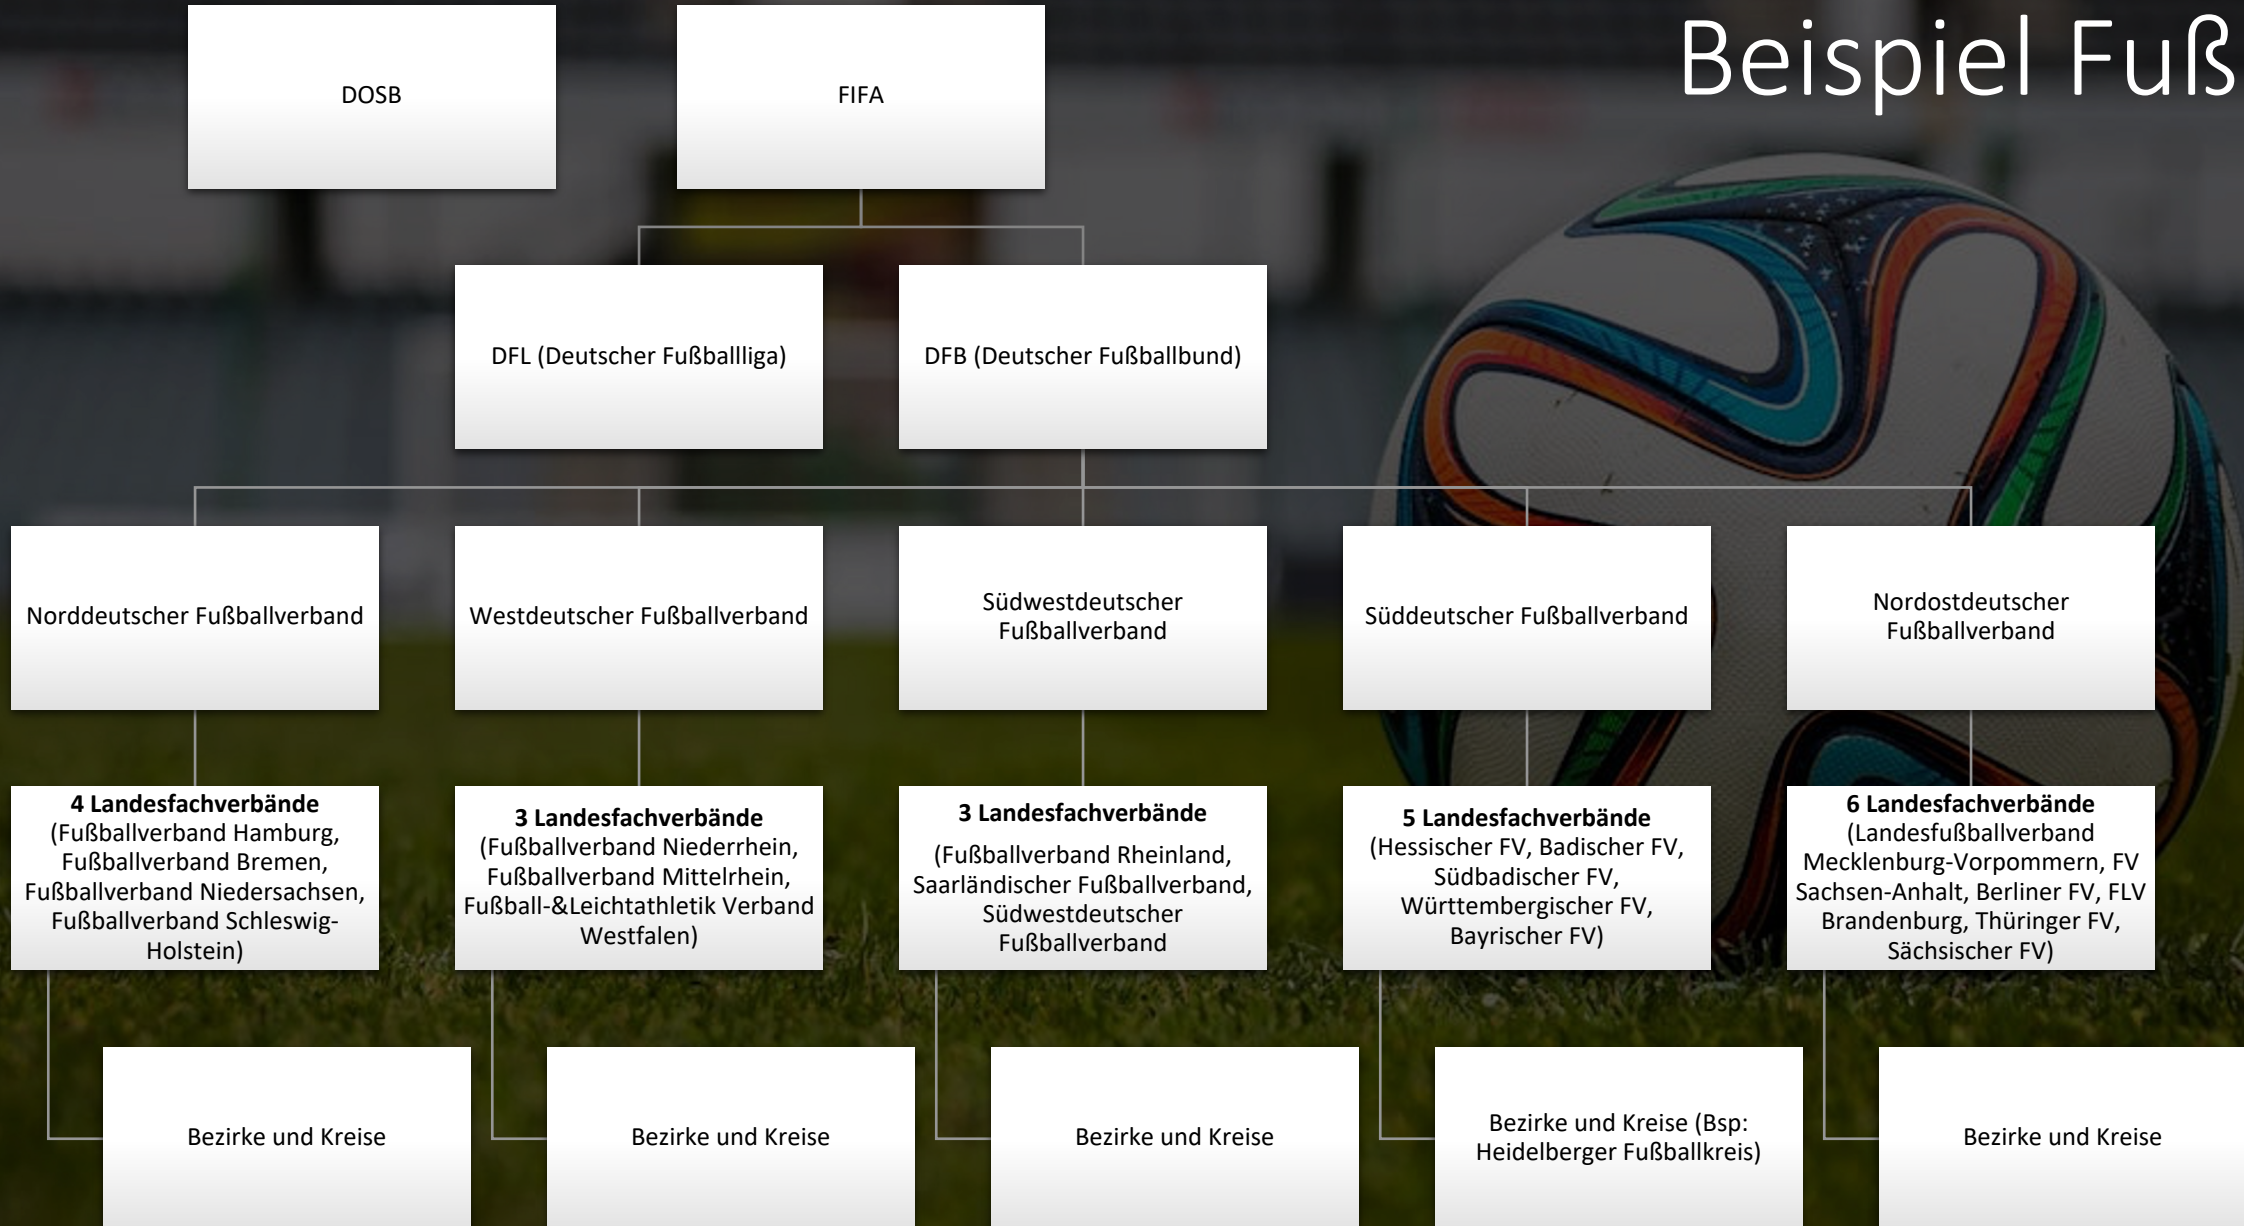 Beispiel Fuß
DOSB
FIFA
DFL (Deutscher Fußballliga)
DFB (Deutscher Fußballbund)
Norddeutscher Fußballverband
Westdeutscher Fußballverband
Südwestdeutscher
Fußballverband
Süddeutscher Fußballverband
Nordostdeutscher
Fußballverband
4 Landesfachverbände
(Fußballverband Hamburg,
Fußballverband Bremen,
Fußballverband Niedersachsen,
Fußballverband Schleswig-
Holstein)
3 Landesfachverbände
(Fußballverband Niederrhein,
Fußballverband Mittelrhein,
Fußball-&Leichtathletik Verband
Westfalen)
3 Landesfachverbände
(Fußballverband Rheinland,
Saarländischer Fußballverband,
Südwestdeutscher
Fußballverband
5 Landesfachverbände
(Hessischer FV, Badischer FV,
Südbadischer FV,
Württembergischer FV,
Bayrischer FV)
6 Landesfachverbände
(Landesfußballverband
Mecklenburg-Vorpommern, FV
Sachsen-Anhalt, Berliner FV, FLV
Brandenburg, Thüringer FV,
Sächsischer FV)
Bezirke und Kreise
Bezirke und Kreise
Bezirke und Kreise
Bezirke und Kreise (Bsp:
Heidelberger Fußballkreis)
Bezirke und Kreise